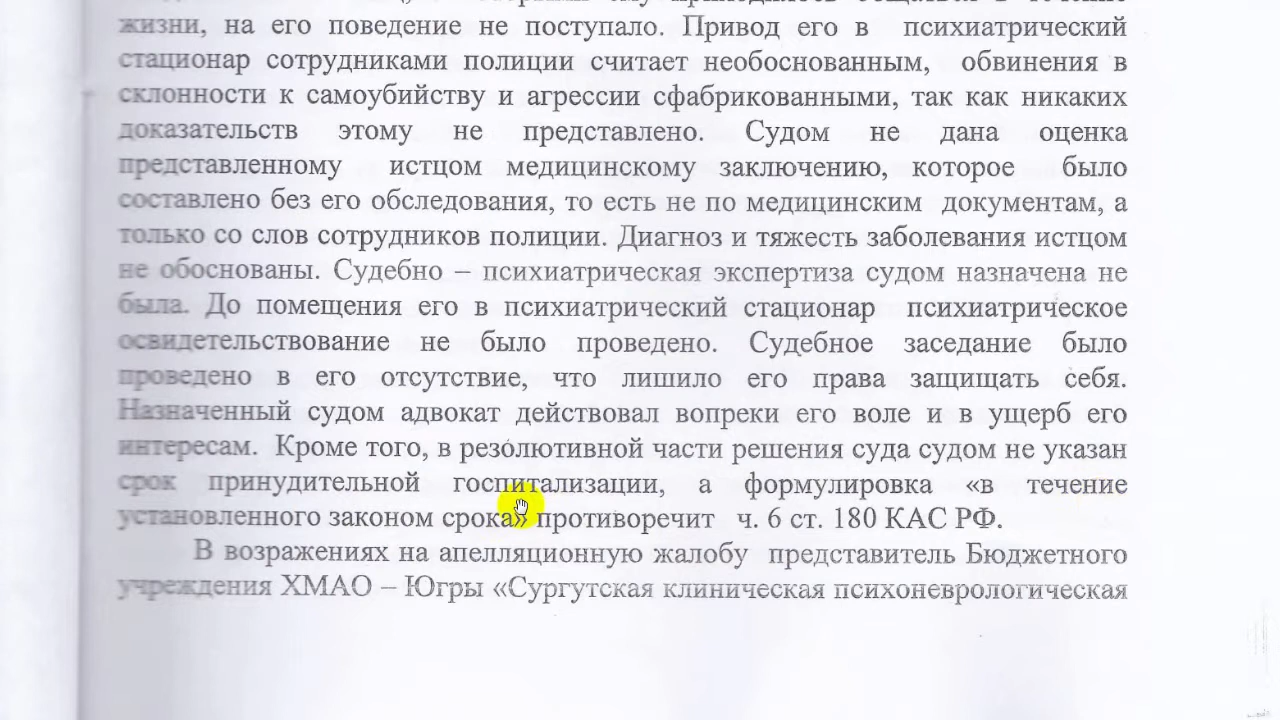 жизни, на его поведение не поступало. Привод его в психиатрический
стационар сотрудниками полиции считает необоснованным, обвинения в
склонности к самоубийству и агрессии сфабрикованными, так как никаких
доказательств этому не представлено. Судом не дана оценка
представленному истцом медицинскому заключению, которое было
составлено без его обследования, то есть не по медицинским документам, а
только со слов сотрудников полиции. Диагноз и тяжесть заболевания истцом
не обоснованы. Судебно – психиатрическая экспертиза судом назначена не
была. До помещения его в психиатрический стационар психиатрическое
освидетельствование не было проведено. Судебное заседание было
проведено в его отсутствие, что лишило его права защищать себя.
Назначенный судом адвокат действовал вопреки его воле и в ущерб его
интересам. Кроме того, в резолютивной части решения суда судом не указан
срок принудительной госпитализации, а формулировка «в течение
установленного законом срока» противоречит ч. 6 ст. 180 КАС РФ.
В возражениях на апелляционную жалобу представитель Бюджетного
учреждения ХМАО – Югры «Сургутская клиническая психоневрологическая